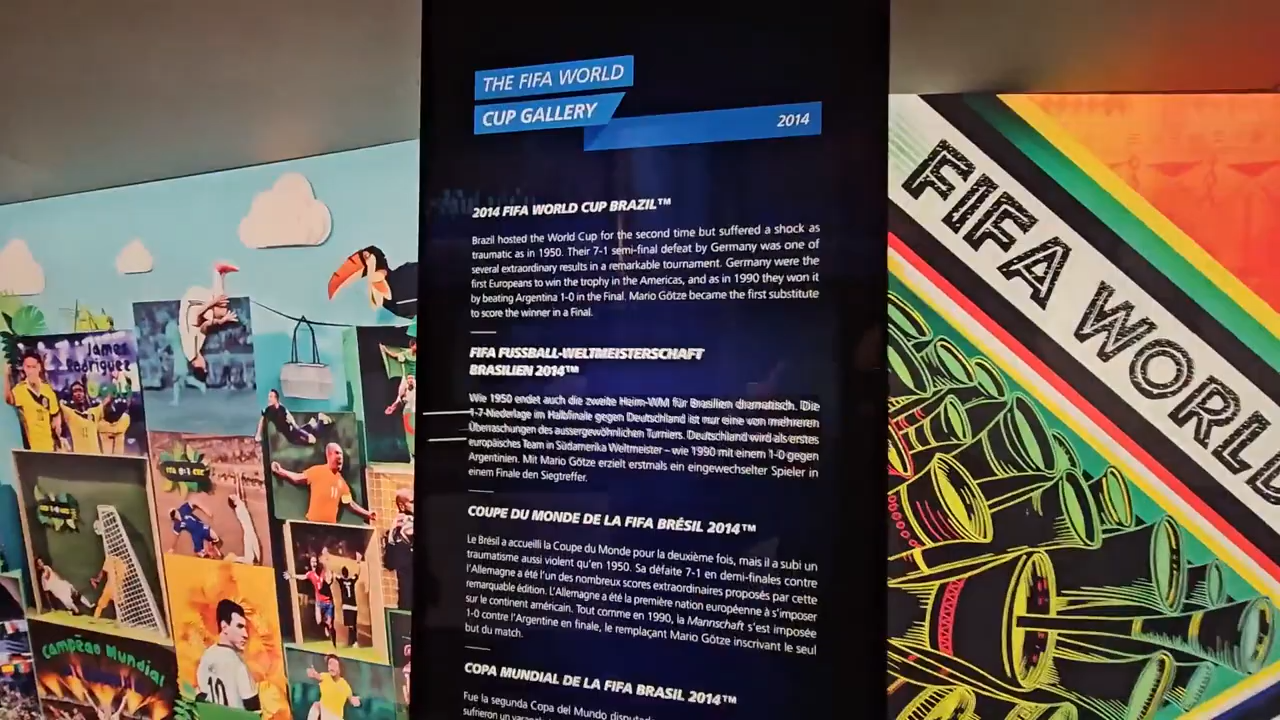 THE FIFA WORLD
CUP GALLERY
2014
2014 FIFA WORLD CUP BRAZIL™
Brazil hosted the World Cup for the second time but suffered a shock as
traumatic as in 1950. Their 7-1 semi-final defeat by Germany was one of
several extraordinary results in a remarkable tournament. Germany were the
first Europeans to win the trophy in the Americas, and as in 1990 they won it
by beating Argentina 1-0 in the Final. Mario Götze became the first substitute
to score the winner in a Final.
FIFA FUSSBALL-WELTMEISTERSCHAFT
BRASILIEN 2014™
Wie 1950 endet auch die zweite Heim-WM für Brasilien dramatisch. Die
1-7-Niederlage im Halbfinale gegen Deutschland ist nur eine von mehreren
Überraschungen des aussergewöhnlichen Turniers. Deutschland wird als erstes
europäisches Team in Südamerika Weltmeister – wie 1990 mit einem 1-0 gegen
Argentinien. Mit Mario Götze erzielt erstmals ein eingewechselter Spieler in
einem Finale den Siegtreffer.
COUPE DU MONDE DE LA FIFA BRÉSIL 2014™
Le Brésil a accueilli la Coupe du Monde pour la deuxième fois, mais il a subi un
traumatisme aussi violent qu'en 1950. Sa défaite 7-1 en demi-finales contre
l'Allemagne a été l'un des nombreux scores extraordinaires proposés par cette
remarquable édition. L'Allemagne a été la première nation européenne à s'imposer
sur le continent américain. Tout comme en 1990, la Mannschaft s'est imposée
1-0 contre l'Argentine en finale, le remplaçant Mario Götze inscrivant le seul
but du match.
COPA MUNDIAL DE LA FIFA BRASIL 2014™
Fue la segunda Copa del Mundo
sufrieron un
James
Rodriguez
Campeão Mundial
10
11
FIFA WORLD